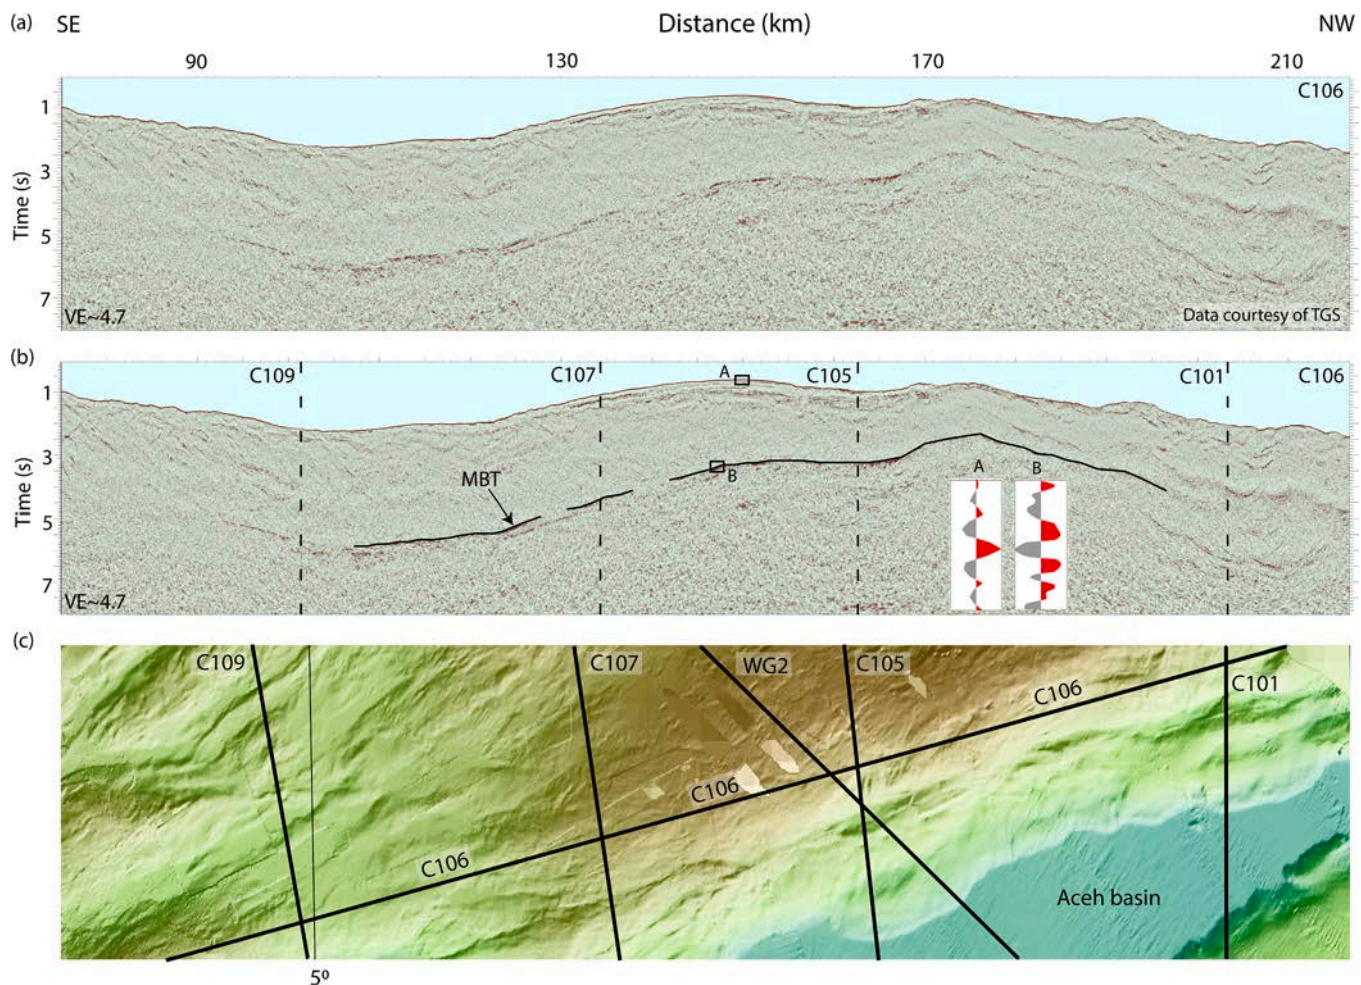 (a) SE Distance (km) NW
90 130 170 210
C106
1
3
5
7
Time (s)
VE~4.7
Data courtesy of TGS
(b)
C109 C107 A C105 C101 C106
1
3
5
7
Time (s)
B
MBT
A B
VE~4.7
(c)
C109 C107 WG2 C105
C106
C101
C106
C106
Aceh basin
5º